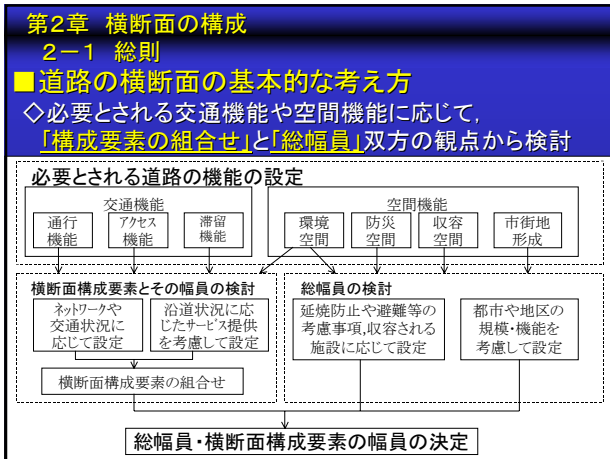 第2章 横断面の構成
2－1 総則
■道路の横断面の基本的な考え方
◇必要とされる交通機能や空間機能に応じて,
「構成要素の組合せ」と「総幅員」双方の観点から検討
必要とされる道路の機能の設定
交通機能
空間機能
通行
機能
アクセス
機能
滞留
機能
環境
空間
防災
空間
収容
空間
市街地
形成
横断面構成要素とその幅員の検討
総幅員の検討
ネットワークや
交通状況に
応じて設定
沿道状況に応
じたサービス提供
を考慮して設定
延焼防止や避難等の
考慮事項,収容される
施設に応じて設定
都市や地区の
規模・機能を
考慮して設定
横断面構成要素の組合せ
総幅員・横断面構成要素の幅員の決定